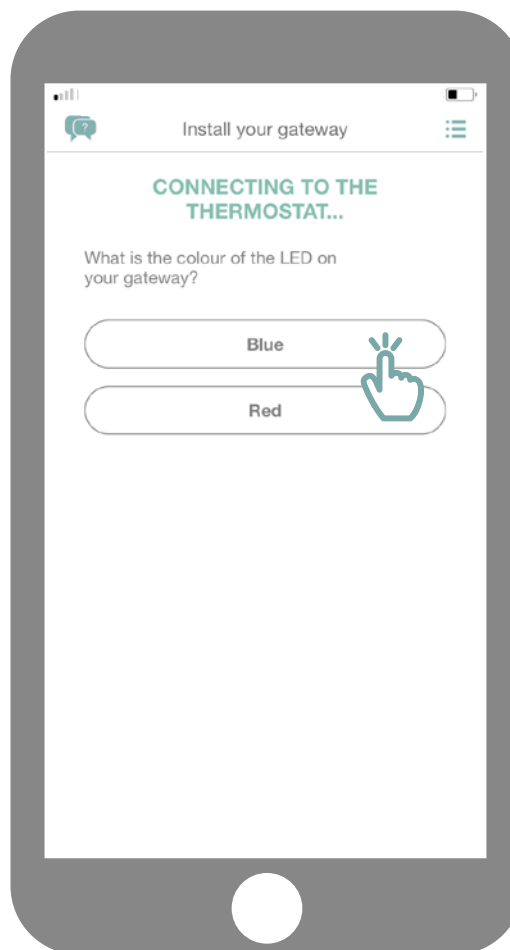 Install your gateway
CONNECTING TO THE
THERMOSTAT...
What is the colour of the LED on
your gateway?
Blue
Red